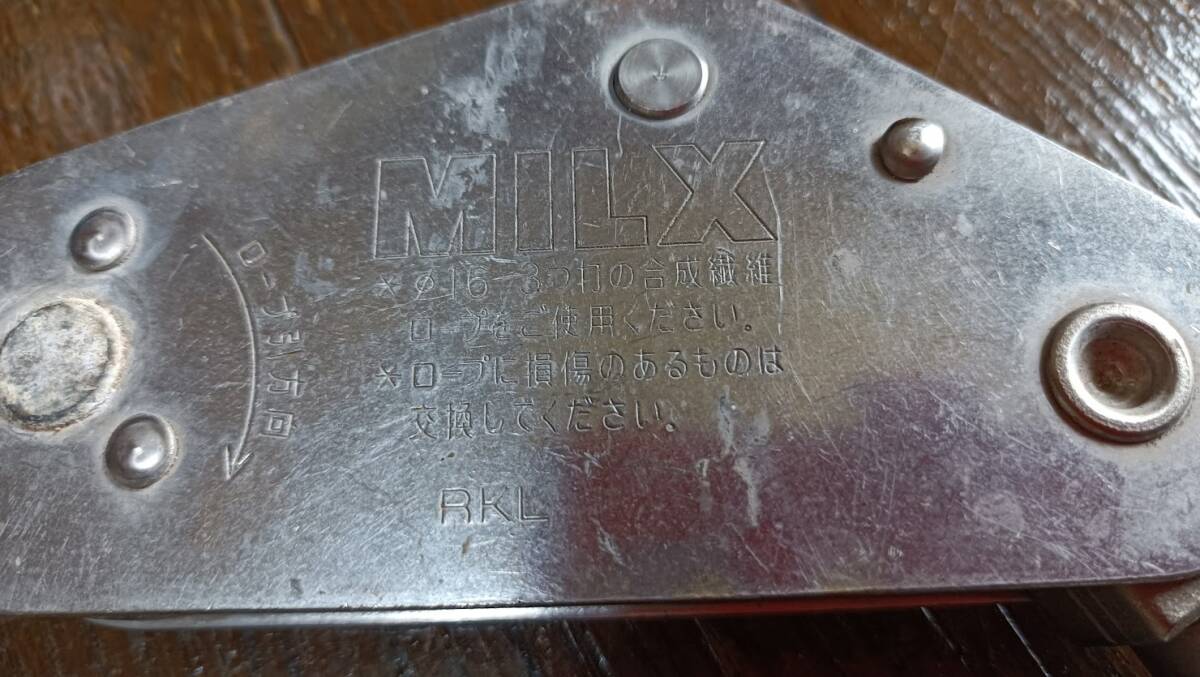 MILX
*φ16 3つ打の合成繊維
ロープをご使用ください。
*ロープに損傷のあるものは
交換してください。
RKL
ロープ引方向